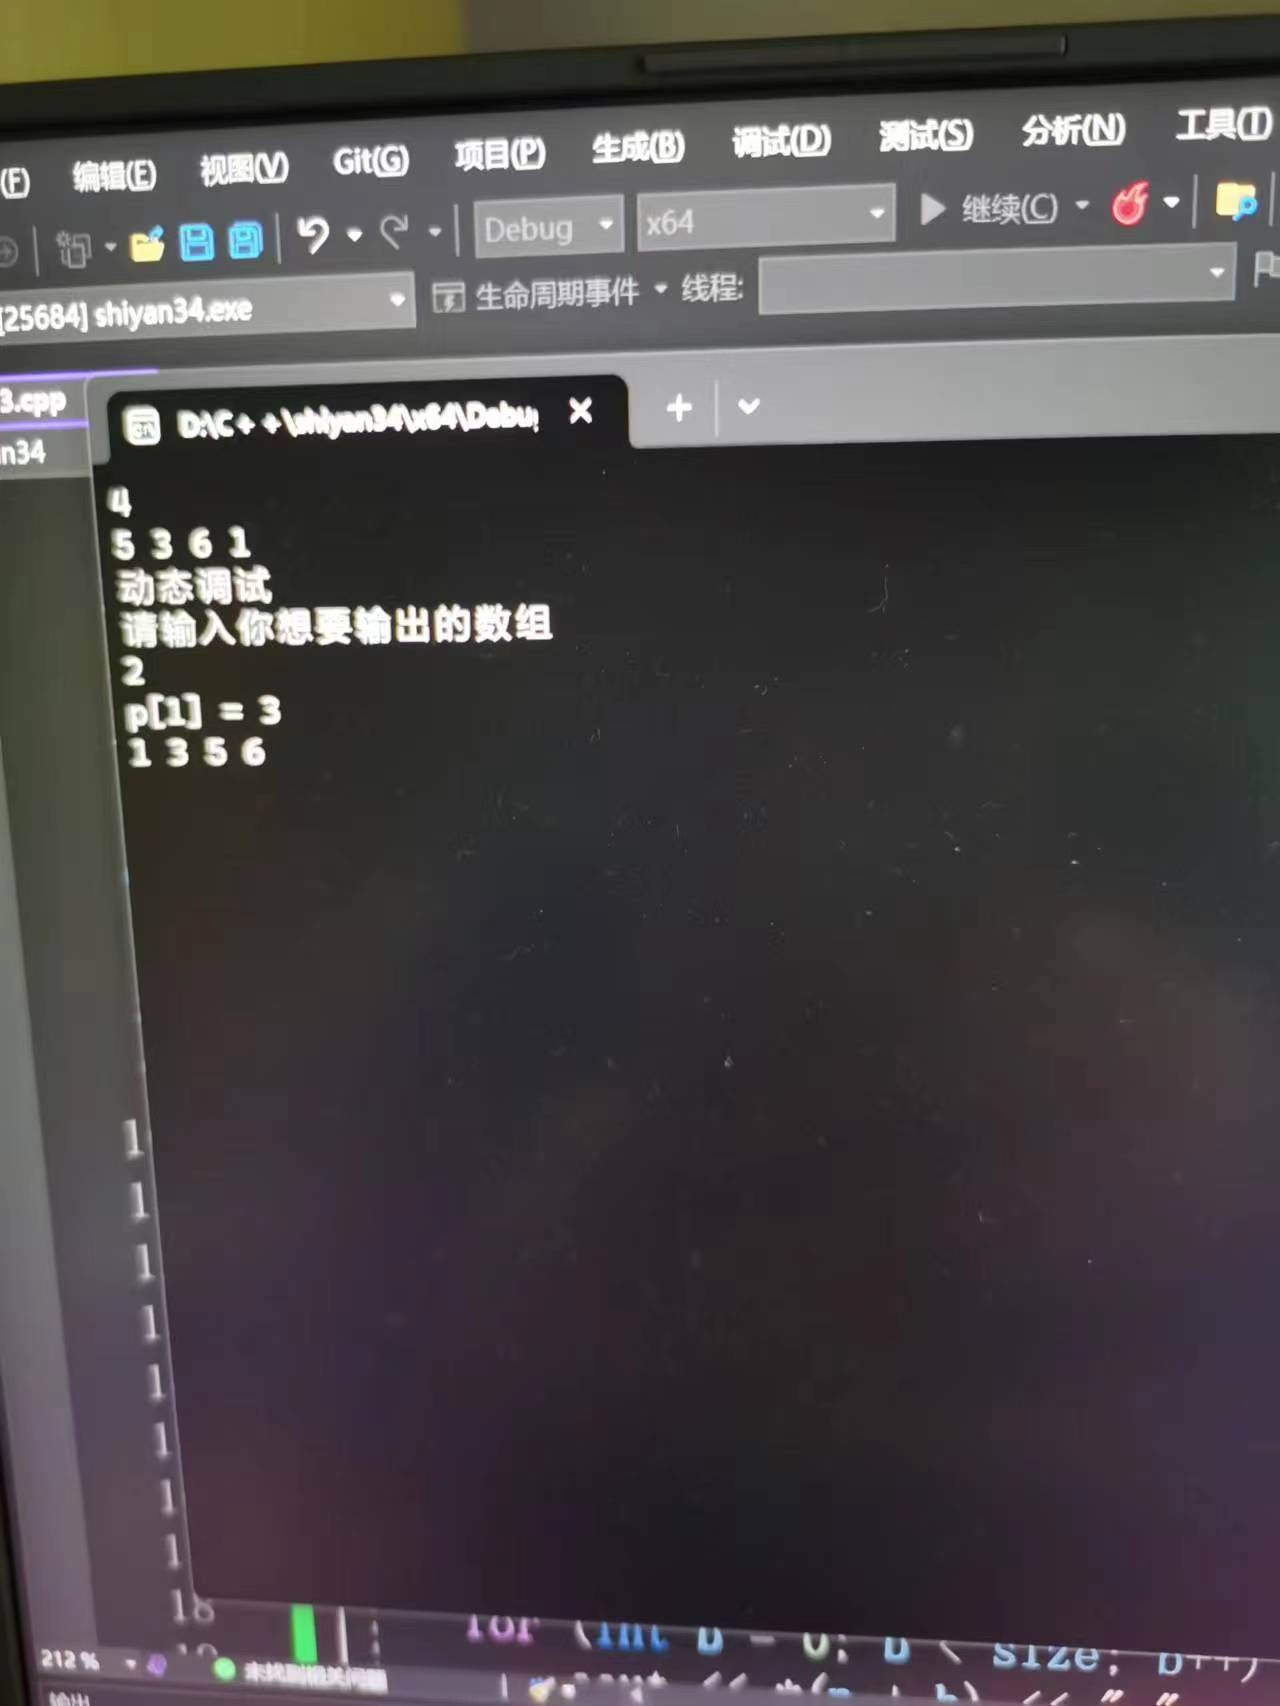 (F) 编辑(E) 视图(V) Git(G) 项目(P) 生成(B) 调试(D) 测试(S) 分析(N) 工具(T)
Debug x64 继续(C)
[25684] shiyan34.exe 生命周期事件 线程:
3.cpp
D:\C++\shiyan34\x64\Debug
n34
4
5 3 6 1
动态调试
请输入你想要输出的数组
2
p[1] = 3
1 3 5 6
1
1
1
1
1
1
1
1
18 for (int b = 0; b < size; b++)
212 % 未找到相关问题
输出